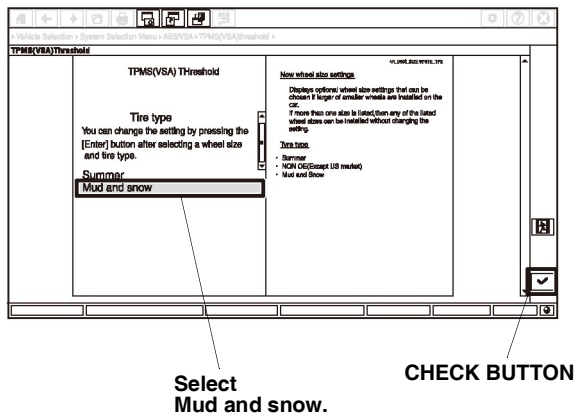 > Vehicle Selection > System Selection Menu > ABS/VSA > TPMS(VSA)threshold >
TPMS(VSA)Threshold
TPMS(VSA) THreshold
Tire type
You can change the setting by pressing the
[Enter] button after selecting a wheel size
and tire type.
Summer
Mud and snow
Now wheel size settings
Displays optional wheel size settings that can be
chosen if larger of amaller wheels are installed on the
car.
If more than one size is listed,then any of the listed
wheel sizes can be installed without changing the
setting.
Tyre type
・ Summer
・ NON OE(Except US market)
・ Mud and Snow
Select
Mud and snow.
CHECK BUTTON